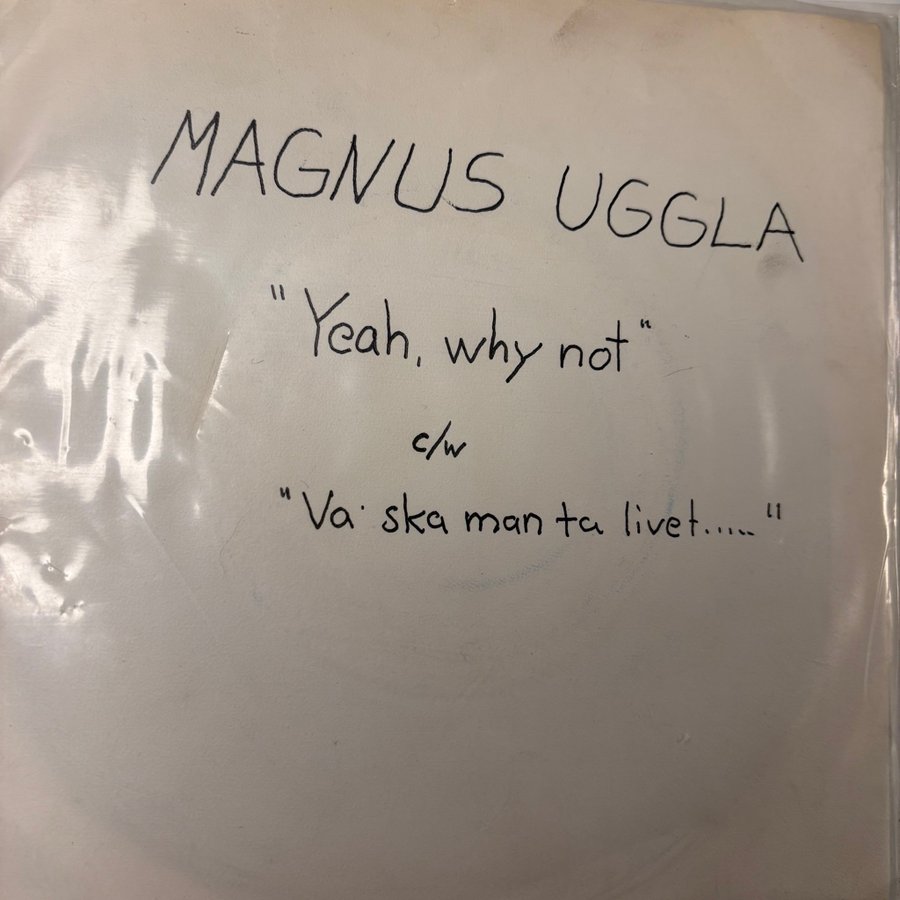 MAGNUS UGGLA
"Yeah, why not"
c/w
"Va' ska man ta livet....."